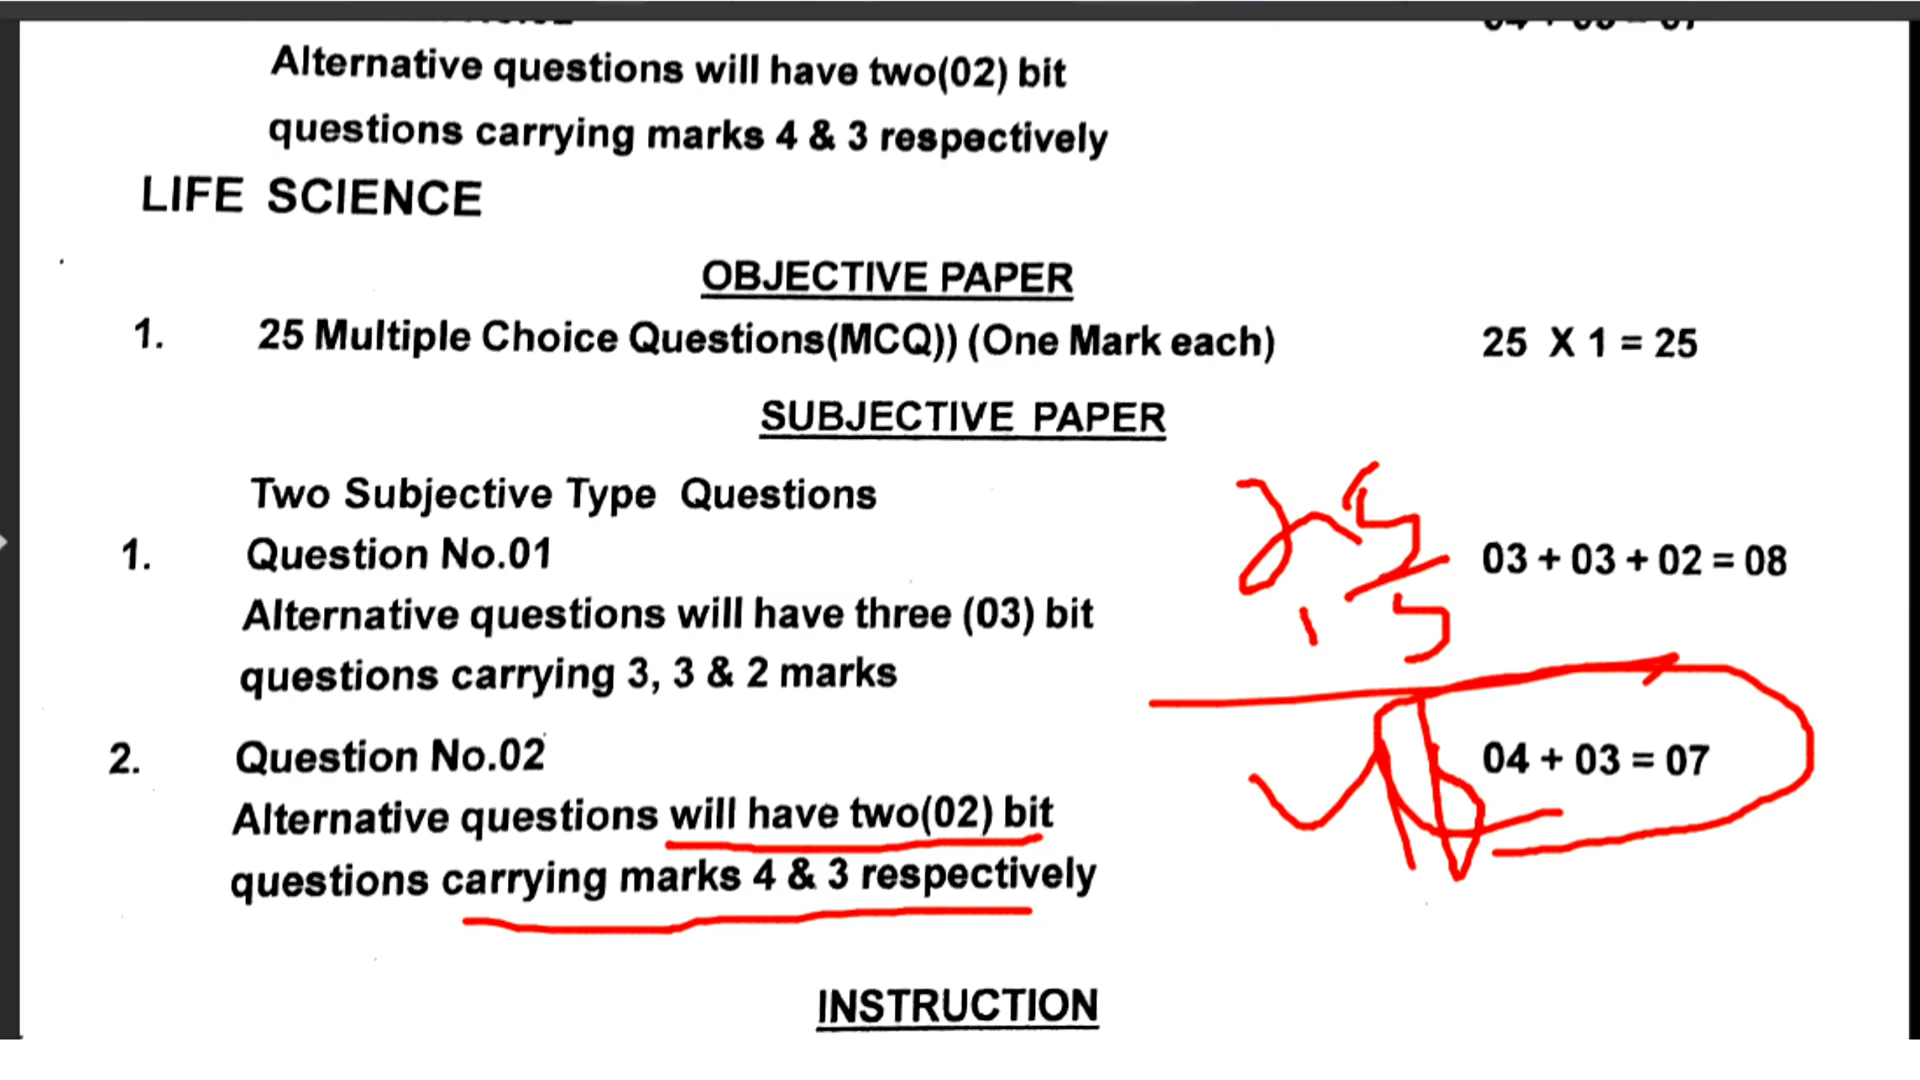 Alternative questions will have two(02) bit
questions carrying marks 4 & 3 respectively
LIFE SCIENCE
OBJECTIVE PAPER
1. 25 Multiple Choice Questions(MCQ)) (One Mark each) 25 X 1 = 25
SUBJECTIVE PAPER
Two Subjective Type Questions
1. Question No.01 03 + 03 + 02 = 08
Alternative questions will have three (03) bit
questions carrying 3, 3 & 2 marks
2. Question No.02 04 + 03 = 07
Alternative questions will have two(02) bit
questions carrying marks 4 & 3 respectively
INSTRUCTION